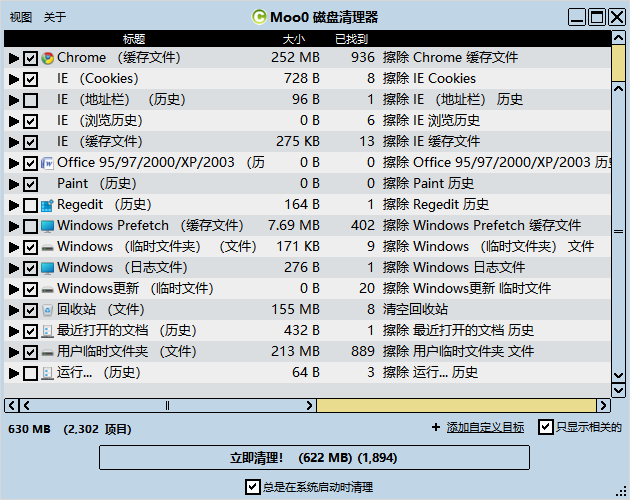 视图 关于 Moo0 磁盘清理器
标题 大小 已找到
Chrome （缓存文件） 252 MB 936 擦除 Chrome 缓存文件
IE （Cookies） 728 B 8 擦除 IE Cookies
IE （地址栏）（历史） 96 B 1 擦除 IE （地址栏） 历史
IE （浏览历史） 0 B 6 擦除 IE 浏览历史
IE （缓存文件） 275 KB 13 擦除 IE 缓存文件
Office 95/97/2000/XP/2003 （历 0 B 0 擦除 Office 95/97/2000/XP/2003 历史
Paint （历史） 0 B 0 擦除 Paint 历史
Regedit （历史） 164 B 1 擦除 Regedit 历史
Windows Prefetch （缓存文件） 7.69 MB 402 擦除 Windows Prefetch 缓存文件
Windows （临时文件夹）（文件） 171 KB 9 擦除 Windows （临时文件夹） 文件
Windows （日志文件） 276 B 1 擦除 Windows 日志文件
Windows更新 （临时文件） 0 B 20 擦除 Windows更新 临时文件
回收站 （文件） 155 MB 8 清空回收站
最近打开的文档 （历史） 432 B 1 擦除 最近打开的文档 历史
用户临时文件夹 （文件） 213 MB 889 擦除 用户临时文件夹 文件
运行... （历史） 64 B 3 擦除 运行... 历史
630 MB (2,302 项目) + 添加自定义目标 只显示相关的
立即清理! (622 MB) (1,894)
总是在系统启动时清理